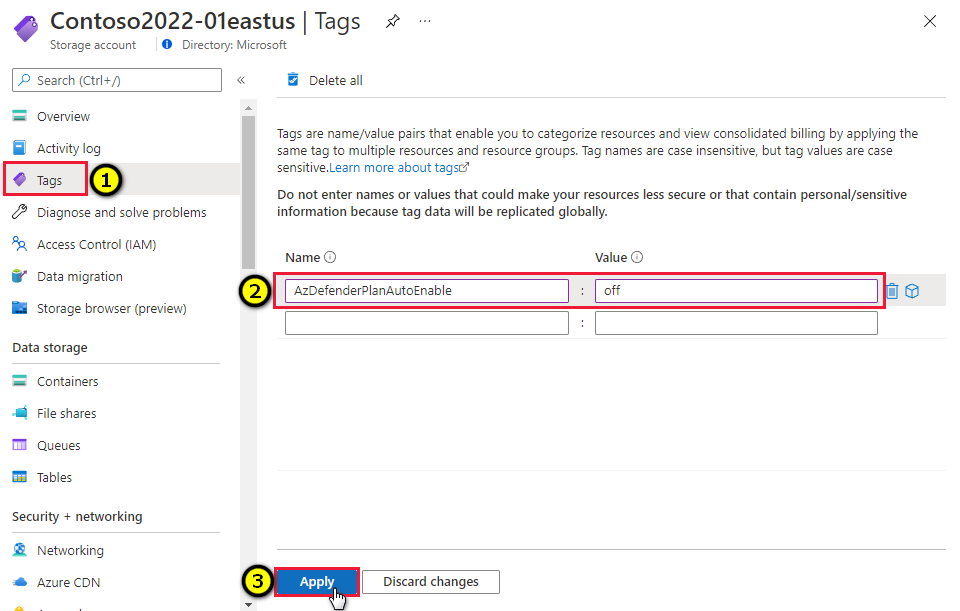 Contoso2022-01eastus | Tags
Storage account
Directory: Microsoft
Search (Ctrl+/)
«
Overview
Activity log
Tags
1
Diagnose and solve problems
Access Control (IAM)
Data migration
Storage browser (preview)
Data storage
Containers
File shares
Queues
Tables
Security + networking
Networking
Azure CDN
Delete all
Tags are name/value pairs that enable you to categorize resources and view consolidated billing by applying the
same tag to multiple resources and resource groups. Tag names are case insensitive, but tag values are case
sensitive.Learn more about tags
Do not enter names or values that could make your resources less secure or that contain personal/sensitive
information because tag data will be replicated globally.
Name Value
2 AzDefenderPlanAutoEnable : off
:
3 Apply Discard changes